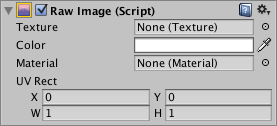 Raw Image (Script)
Texture None (Texture)
Color
Material None (Material)
UV Rect
X 0 Y 0
W 1 H 1